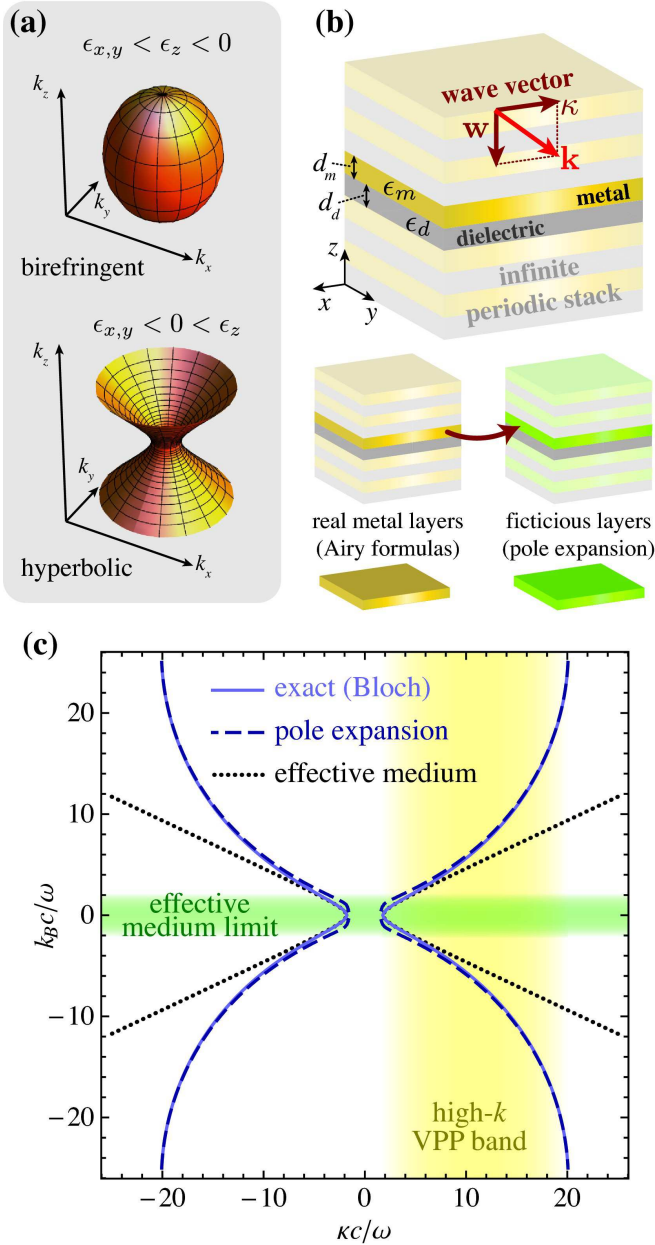 (a)
ϵx,y < ϵz < 0
kz
ky
kx
birefringent
ϵx,y < 0 < ϵz
kz
ky
kx
hyperbolic
(b)
wave vector
κ
w
k
dm
ϵm
metal
dd
ϵd
dielectric
z
x
y
infinite
periodic stack
real metal layers
(Airy formulas)
ficticious layers
(pole expansion)
(c)
exact (Bloch)
pole expansion
effective medium
effective
medium limit
high-k
VPP band
20
10
0
−10
−20
kBc/ω
−20
−10
0
10
20
κc/ω